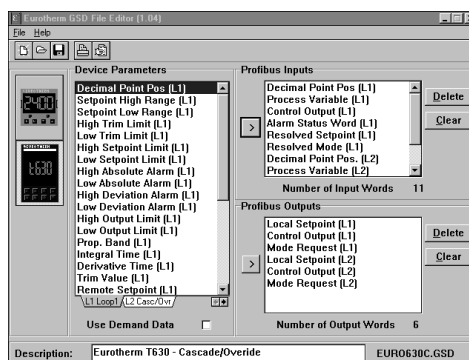 Eurotherm GSD File Editor (1.04)
File Help
Device Parameters
Decimal Point Pos (L1)
Setpoint High Range (L1)
Setpoint Low Range (L1)
High Trim Limit (L1)
Low Trim Limit (L1)
High Setpoint Limit (L1)
Low Setpoint Limit (L1)
High Absolute Alarm (L1)
Low Absolute Alarm (L1)
High Deviation Alarm (L1)
Low Deviation Alarm (L1)
High Output Limit (L1)
Low Output Limit (L1)
Prop. Band (L1)
Integral Time (L1)
Derivative Time (L1)
Trim Value (L1)
Remote Setpoint (L1)
L1 Loop1 L2 Casc/Ovr
Use Demand Data
Profibus Inputs
Decimal Point Pos (L1)
Process Variable (L1)
Control Output (L1)
Alarm Status Word (L1)
Resolved Setpoint (L1)
Resolved Mode (L1)
Decimal Point Pos. (L2)
Process Variable (L2)
Delete
Clear
Number of Input Words 11
Profibus Outputs
Local Setpoint (L1)
Control Output (L1)
Mode Request (L1)
Local Setpoint (L2)
Control Output (L2)
Mode Request (L2)
Delete
Clear
Number of Output Words 6
2400
t630
Description: Eurotherm T630 - Cascade/Overide EURO630C.GSD